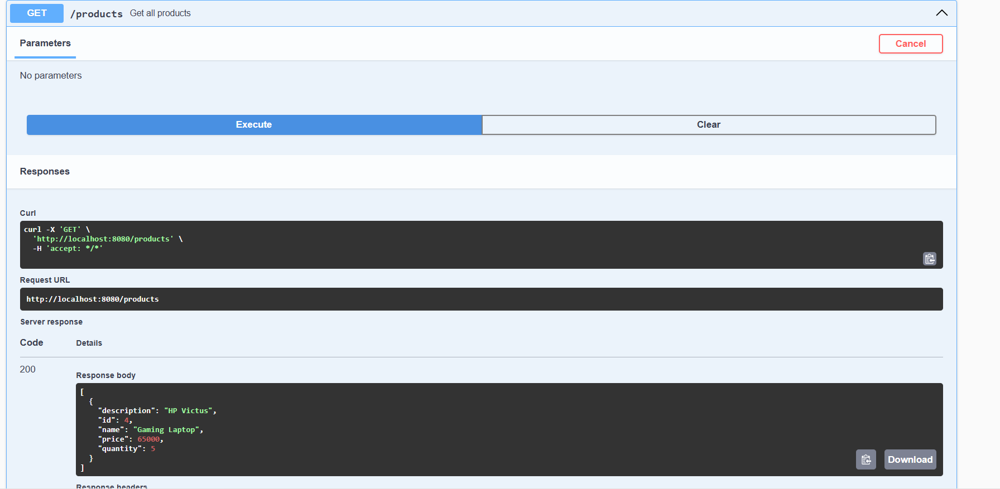 GET /products Get all products
Parameters
Cancel
No parameters
Execute
Clear
Responses
Curl
curl -X 'GET' \
  'http://localhost:8080/products' \
  -H 'accept: */*'
Request URL
http://localhost:8080/products
Server response
Code Details
200
Response body
[
  {
    "description": "HP Victus",
    "id": 4,
    "name": "Gaming Laptop",
    "price": 65000,
    "quantity": 5
  }
]
Download
Response headers